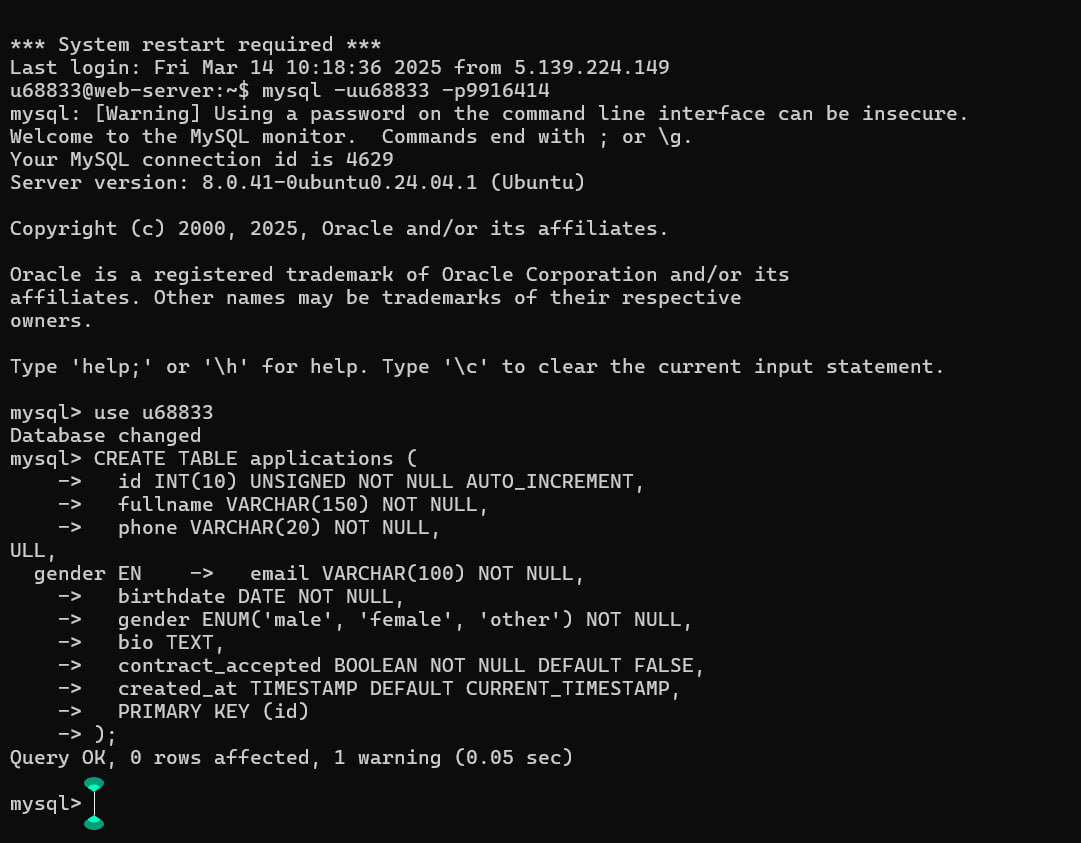 *** System restart required ***
Last login: Fri Mar 14 10:18:36 2025 from 5.139.224.149
u68833@web-server:~$ mysql -uu68833 -p9916414
mysql: [Warning] Using a password on the command line interface can be insecure.
Welcome to the MySQL monitor.  Commands end with ; or \g.
Your MySQL connection id is 4629
Server version: 8.0.41-0ubuntu0.24.04.1 (Ubuntu)

Copyright (c) 2000, 2025, Oracle and/or its affiliates.

Oracle is a registered trademark of Oracle Corporation and/or its
affiliates. Other names may be trademarks of their respective
owners.

Type 'help;' or '\h' for help. Type '\c' to clear the current input statement.

mysql> use u68833
Database changed
mysql> CREATE TABLE applications (
    ->   id INT(10) UNSIGNED NOT NULL AUTO_INCREMENT,
    ->   fullname VARCHAR(150) NOT NULL,
    ->   phone VARCHAR(20) NOT NULL,
ULL,
  gender EN    ->   email VARCHAR(100) NOT NULL,
    ->   birthdate DATE NOT NULL,
    ->   gender ENUM('male', 'female', 'other') NOT NULL,
    ->   bio TEXT,
    ->   contract_accepted BOOLEAN NOT NULL DEFAULT FALSE,
    ->   created_at TIMESTAMP DEFAULT CURRENT_TIMESTAMP,
    ->   PRIMARY KEY (id)
    -> );
Query OK, 0 rows affected, 1 warning (0.05 sec)

mysql>